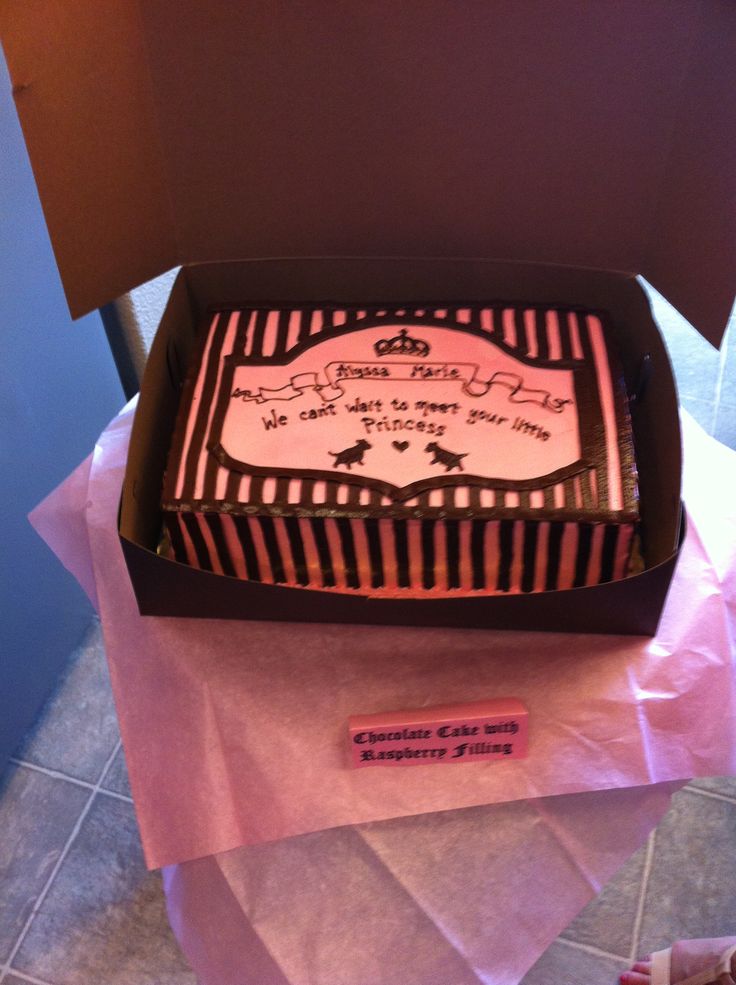 Alyssa Marie
We can't wait to meet your little
Princess
Chocolate Cake with
Raspberry Filling